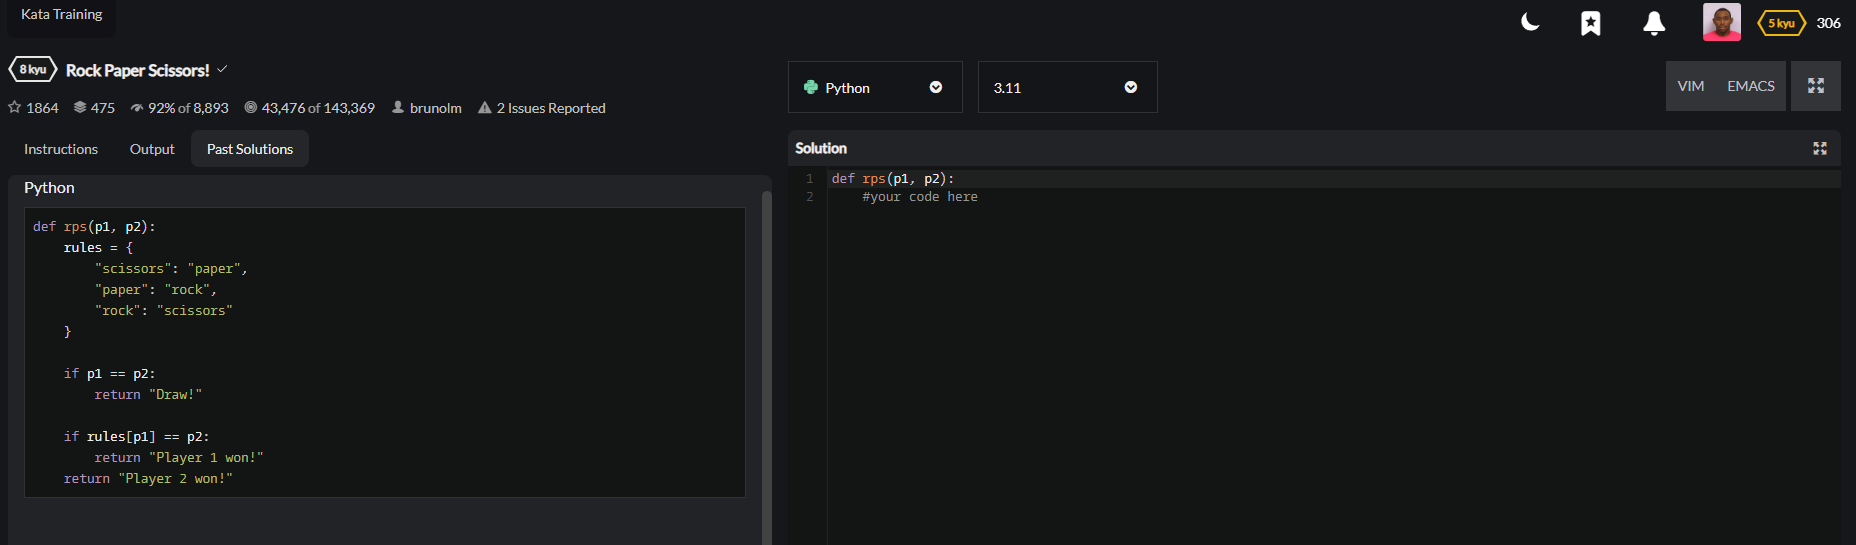 Kata Training
5 kyu 306
8 kyu Rock Paper Scissors!
1864 475 92% of 8,893 43,476 of 143,369 brunolm 2 Issues Reported
Instructions Output Past Solutions
Python
def rps(p1, p2):
    rules = {
        "scissors": "paper",
        "paper": "rock",
        "rock": "scissors"
    }
    if p1 == p2:
        return "Draw!"
    if rules[p1] == p2:
        return "Player 1 won!"
    return "Player 2 won!"
Python 3.11 VIM EMACS
Solution
1 def rps(p1, p2):
2     #your code here